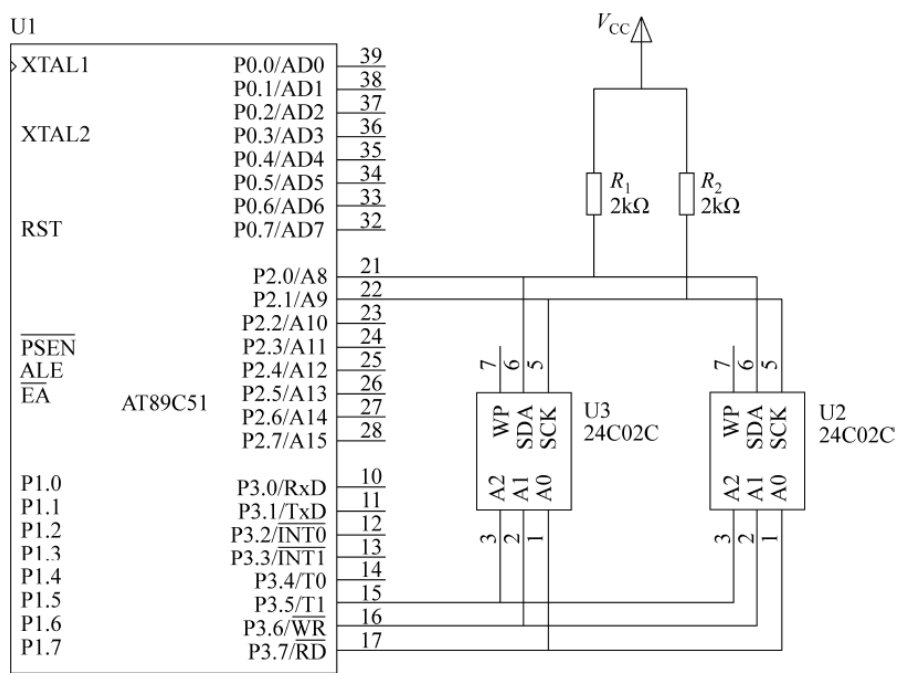 U1
XTAL1
XTAL2
RST
PSEN
ALE
EA
AT89C51
P1.0
P1.1
P1.2
P1.3
P1.4
P1.5
P1.6
P1.7
P0.0/AD0 39
P0.1/AD1 38
P0.2/AD2 37
P0.3/AD3 36
P0.4/AD4 35
P0.5/AD5 34
P0.6/AD6 33
P0.7/AD7 32
P2.0/A8 21
P2.1/A9 22
P2.2/A10 23
P2.3/A11 24
P2.4/A12 25
P2.5/A13 26
P2.6/A14 27
P2.7/A15 28
P3.0/RxD 10
P3.1/TxD 11
P3.2/INT0 12
P3.3/INT1 13
P3.4/T0 14
P3.5/T1 15
P3.6/WR 16
P3.7/RD 17
VCC
R1
2kΩ
R2
2kΩ
7 6 5
WP SDA SCK
A2 A1 A0
3 2 1
U3
24C02C
7 6 5
WP SDA SCK
A2 A1 A0
3 2 1
U2
24C02C